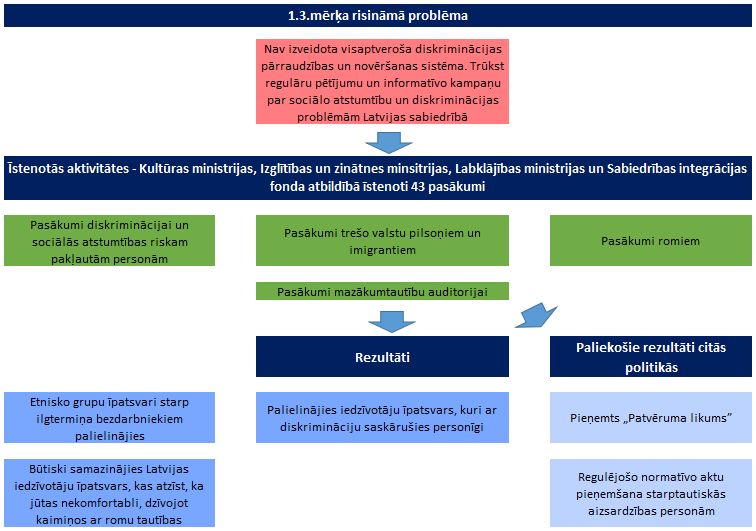 1.3.mērķa risināmā problēma
Nav izveidota visaptveroša diskriminācijas
pārraudzības un novēršanas sistēma. Trūkst
regulāru pētījumu un informatīvo kampaņu
par sociālo atstumtību un diskriminācijas
problēmām Latvijas sabiedrībā
Īstenotās aktivitātes - Kultūras ministrijas, Izglītības un zinātnes minsitrijas, Labklājības ministrijas un Sabiedrības integrācijas
fonda atbildībā īstenoti 43 pasākumi
Pasākumi diskriminācijai un
sociālās atstumtības riskam
pakļautām personām
Pasākumi trešo valstu pilsoņiem un
imigrantiem
Pasākumi romiem
Pasākumi mazākumtautību auditorijai
Rezultāti
Paliekošie rezultāti citās
politikās
Etnisko grupu īpatsvari starp
ilgtermiņa bezdarbniekiem
palielinājies
Palielinājies iedzīvotāju īpatsvars, kuri ar
diskrimināciju saskārušies personīgi
Pieņemts „Patvēruma likums”
Būtiski samazinājies Latvijas
iedzīvotāju īpatsvars, kas atzīst, ka
jūtas nekomfortabli, dzīvojot
kaimiņos ar romu tautības
Regulējošo normatīvo aktu
pieņemšana starptautiskās
aizsardzības personām